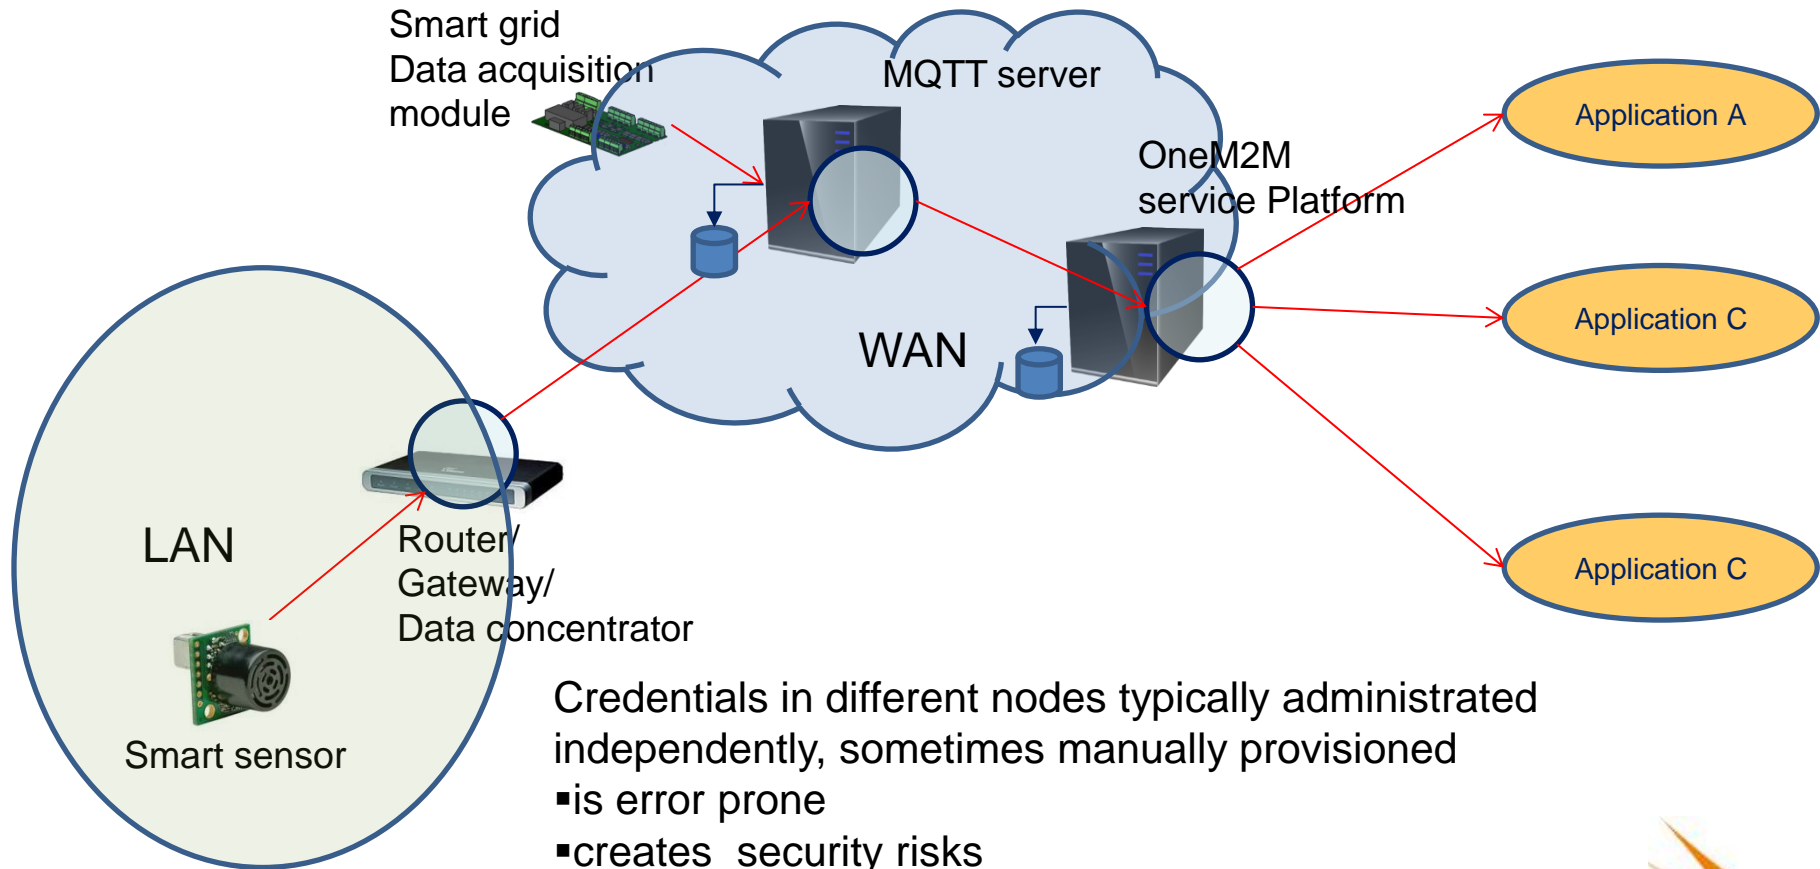 Smart grid
Data acquisition
module
MQTT server
OneM2M
service Platform
WAN
Application A
Application C
Application C
LAN
Router/
Gateway/
Data concentrator
Smart sensor
Credentials in different nodes typically administrated
independently, sometimes manually provisioned
▪is error prone
▪creates  security risks